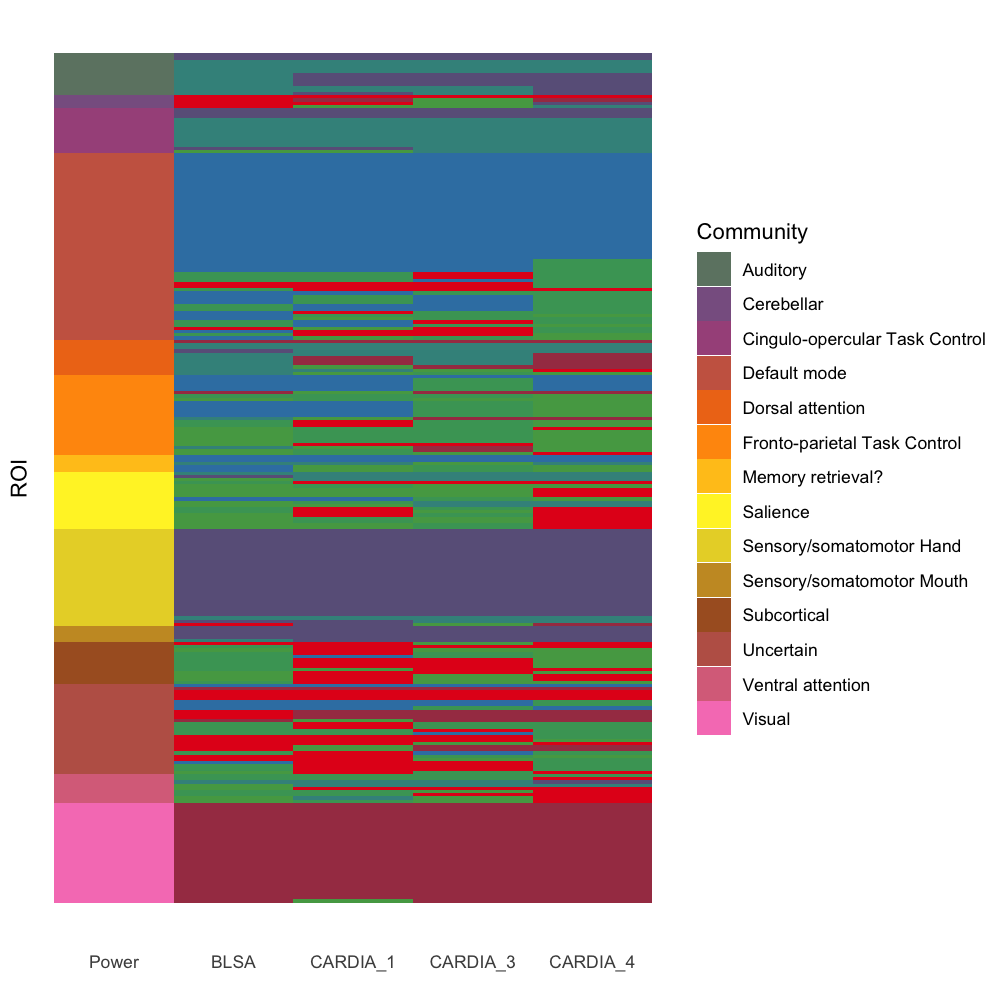 ROI
Community
Auditory
Cerebellar
Cingulo-opercular Task Control
Default mode
Dorsal attention
Fronto-parietal Task Control
Memory retrieval?
Salience
Sensory/somatomotor Hand
Sensory/somatomotor Mouth
Subcortical
Uncertain
Ventral attention
Visual
Power BLSA CARDIA_1 CARDIA_3 CARDIA_4